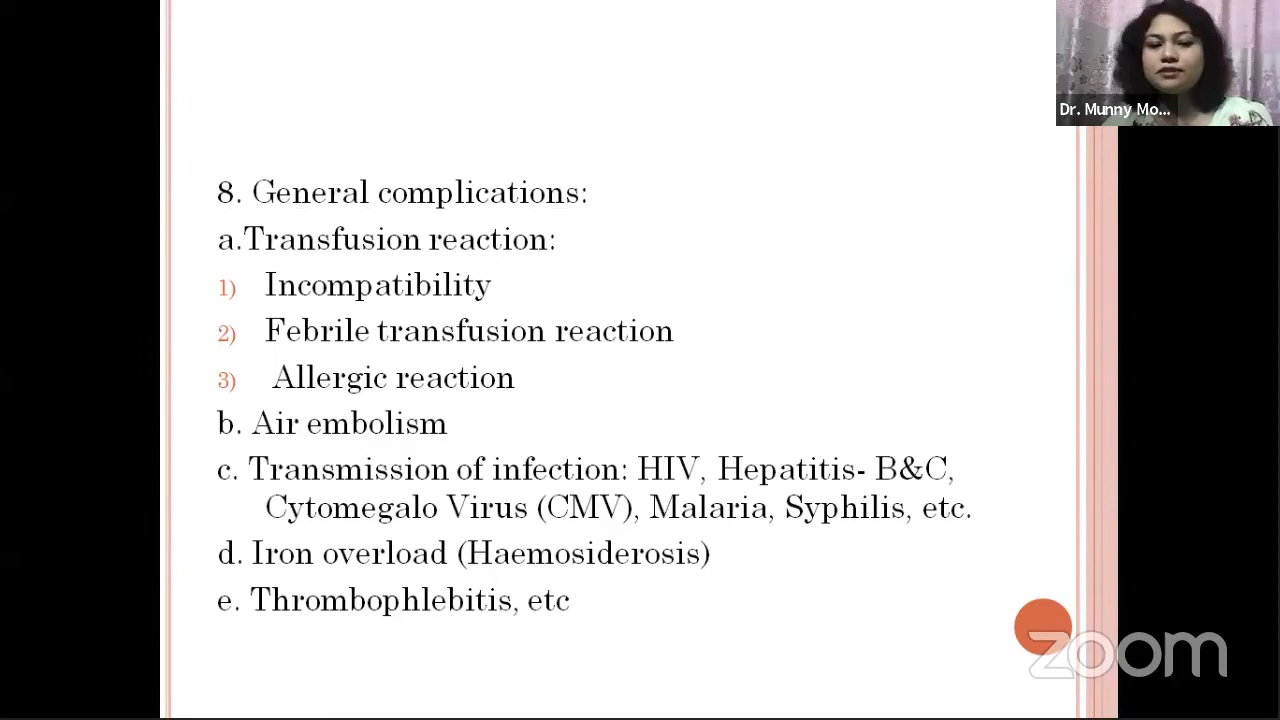 Dr. Munny Mo...
8. General complications:
a.Transfusion reaction:
1) Incompatibility
2) Febrile transfusion reaction
3) Allergic reaction
b. Air embolism
c. Transmission of infection: HIV, Hepatitis- B&C,
Cytomegalo Virus (CMV), Malaria, Syphilis, etc.
d. Iron overload (Haemosiderosis)
e. Thrombophlebitis, etc
zoom